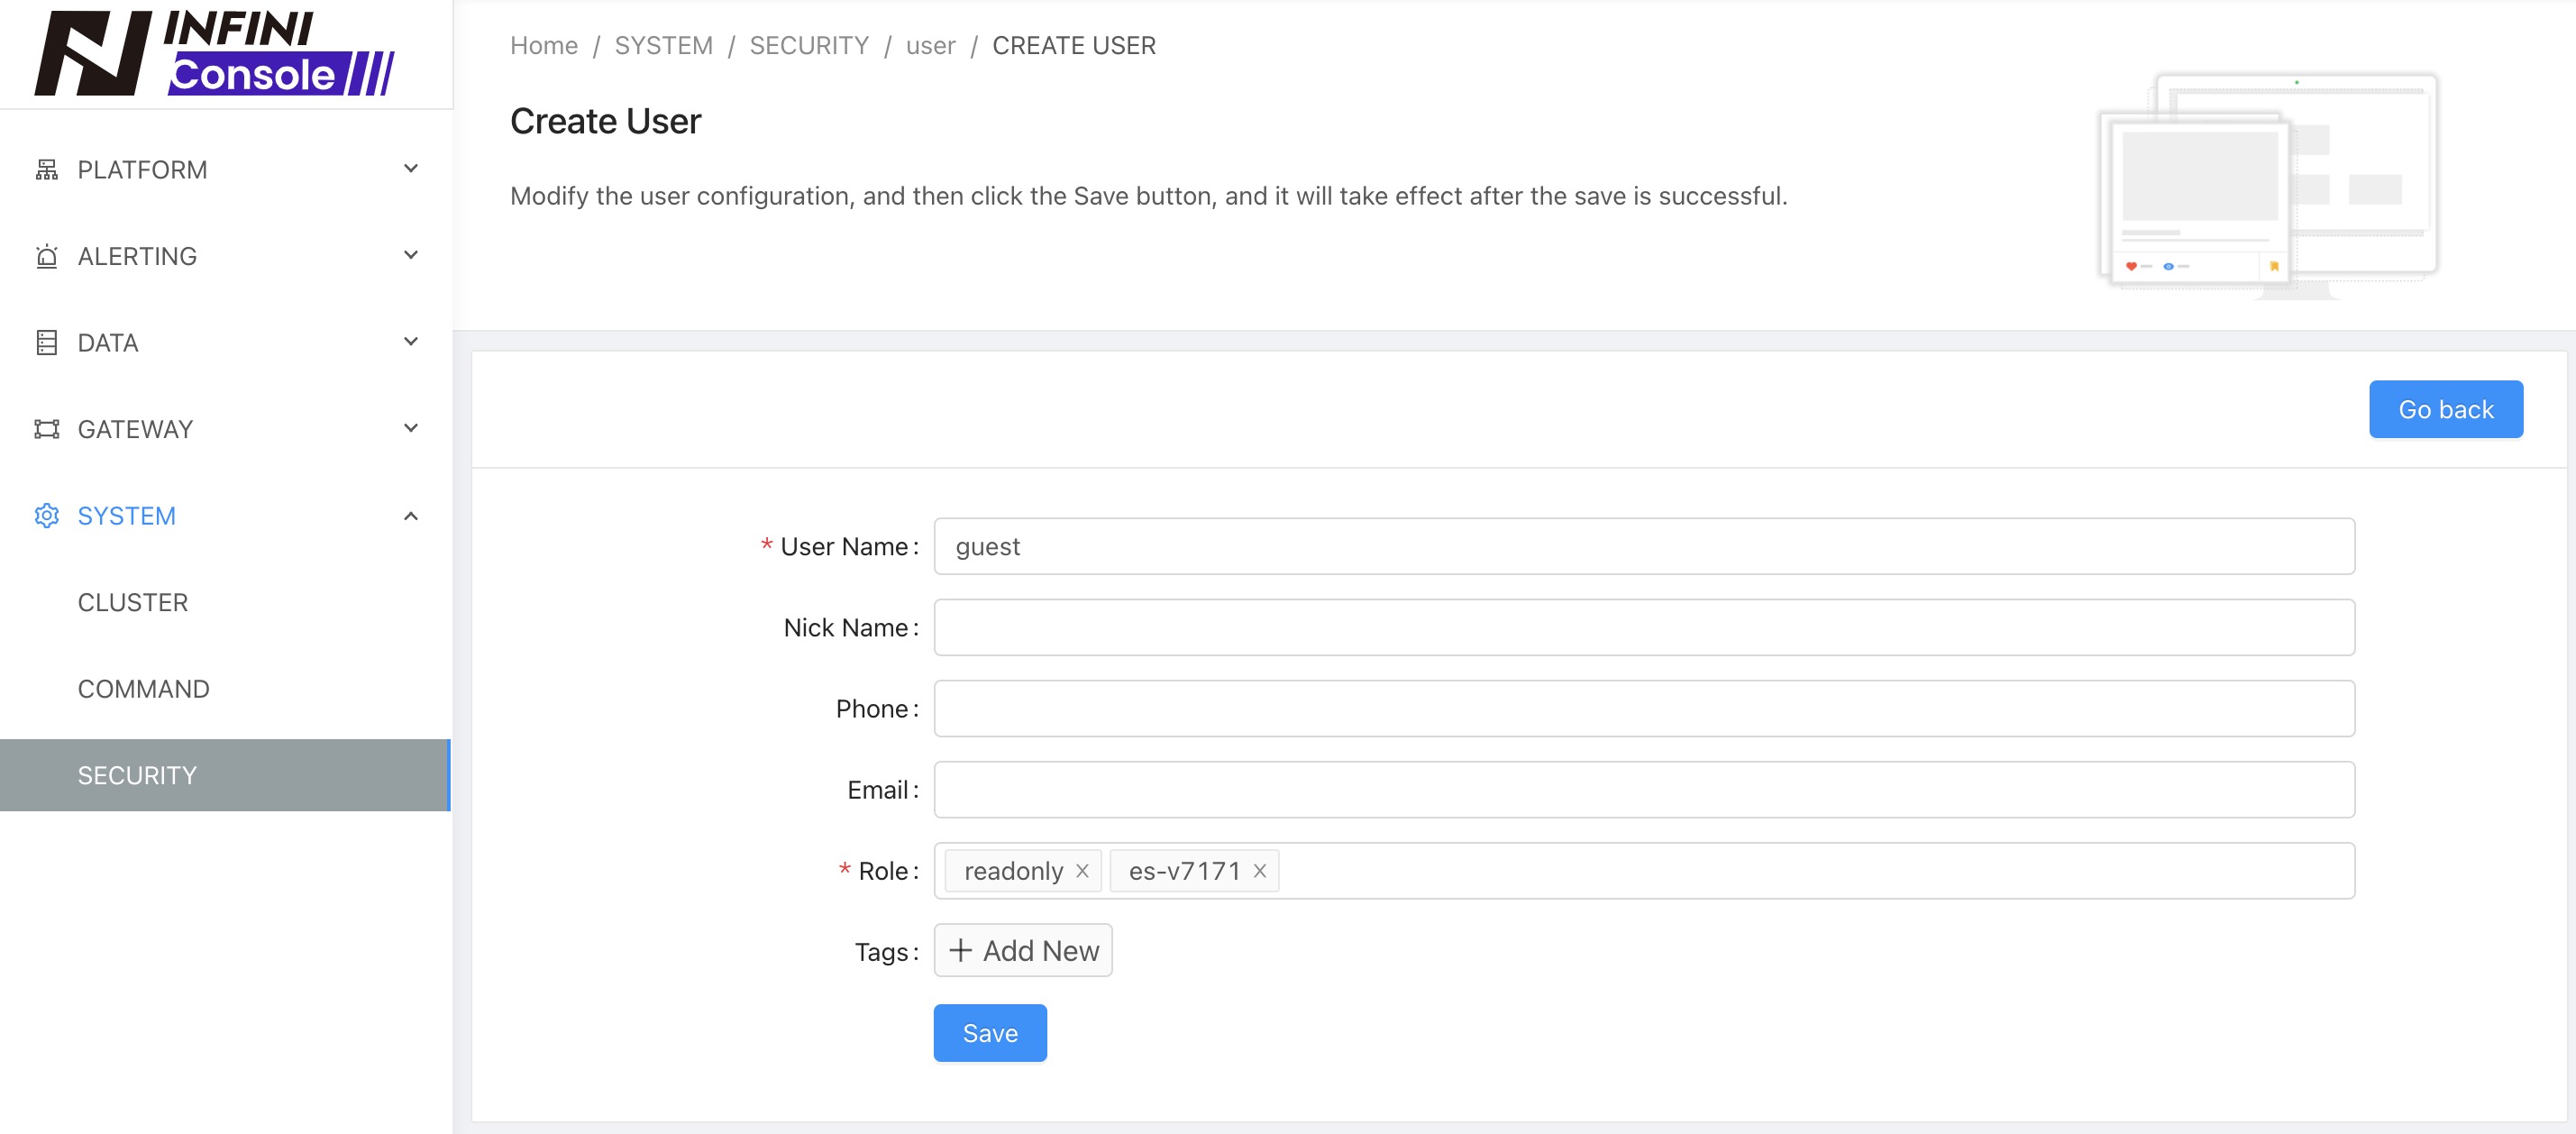 INFINI
Console
PLATFORM
ALERTING
DATA
GATEWAY
SYSTEM
CLUSTER
COMMAND
SECURITY
Home / SYSTEM / SECURITY / user / CREATE USER
Create User
Modify the user configuration, and then click the Save button, and it will take effect after the save is successful.
Go back
* User Name : guest
Nick Name :
Phone :
Email :
* Role : readonly × es-v7171 ×
Tags : + Add New
Save